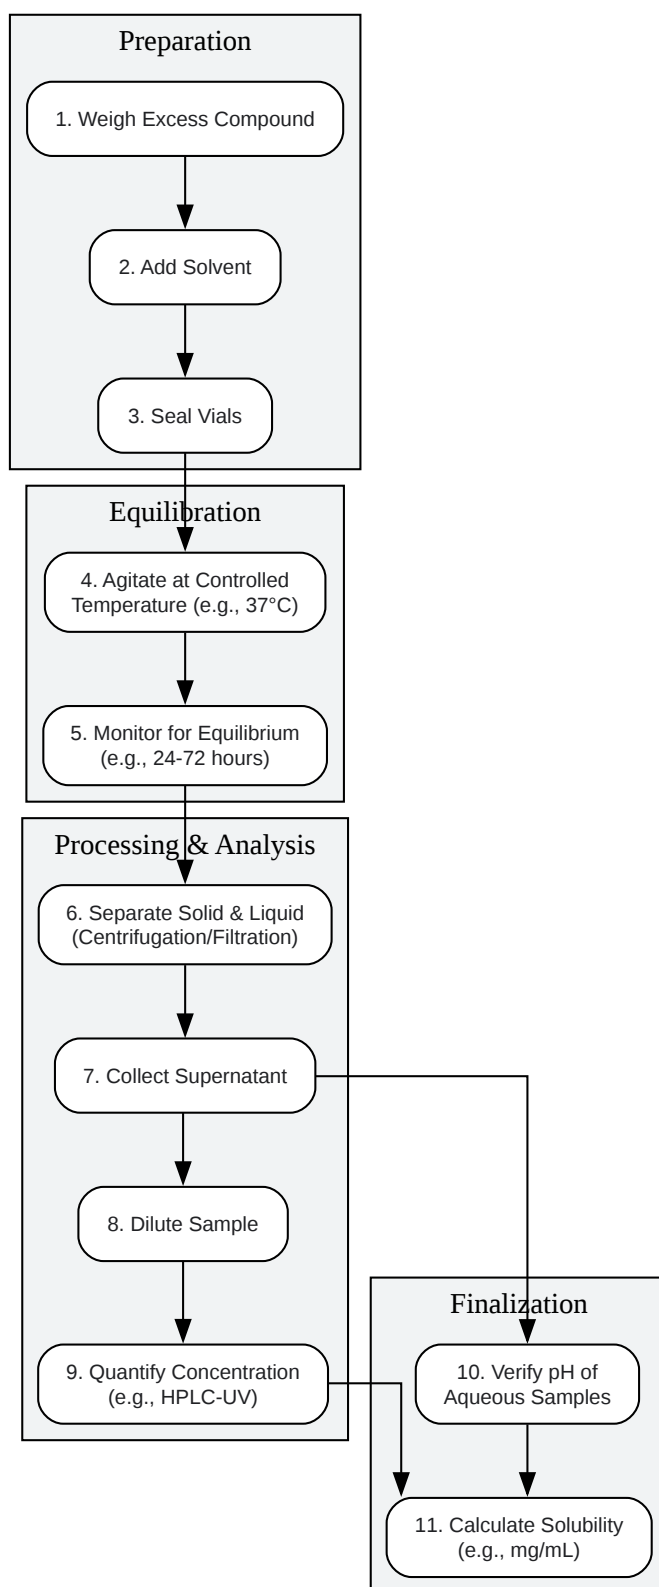 Preparation
1. Weigh Excess Compound
2. Add Solvent
3. Seal Vials
Equilibration
4. Agitate at Controlled
Temperature (e.g., 37°C)
5. Monitor for Equilibrium
(e.g., 24-72 hours)
Processing & Analysis
6. Separate Solid & Liquid
(Centrifugation/Filtration)
7. Collect Supernatant
8. Dilute Sample
9. Quantify Concentration
(e.g., HPLC-UV)
Finalization
10. Verify pH of
Aqueous Samples
11. Calculate Solubility
(e.g., mg/mL)